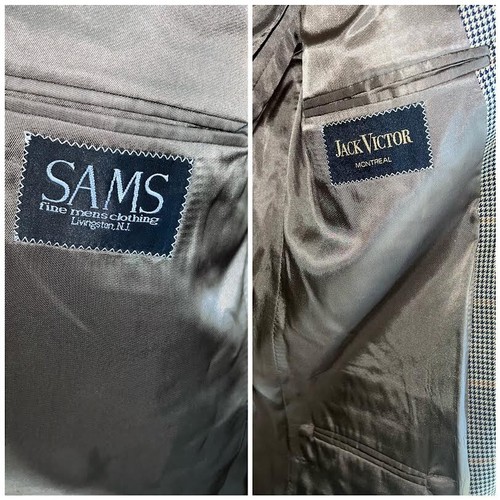 SAMS
fine mens clothing
Livingston, N.J.
JACK VICTOR
MONTREAL